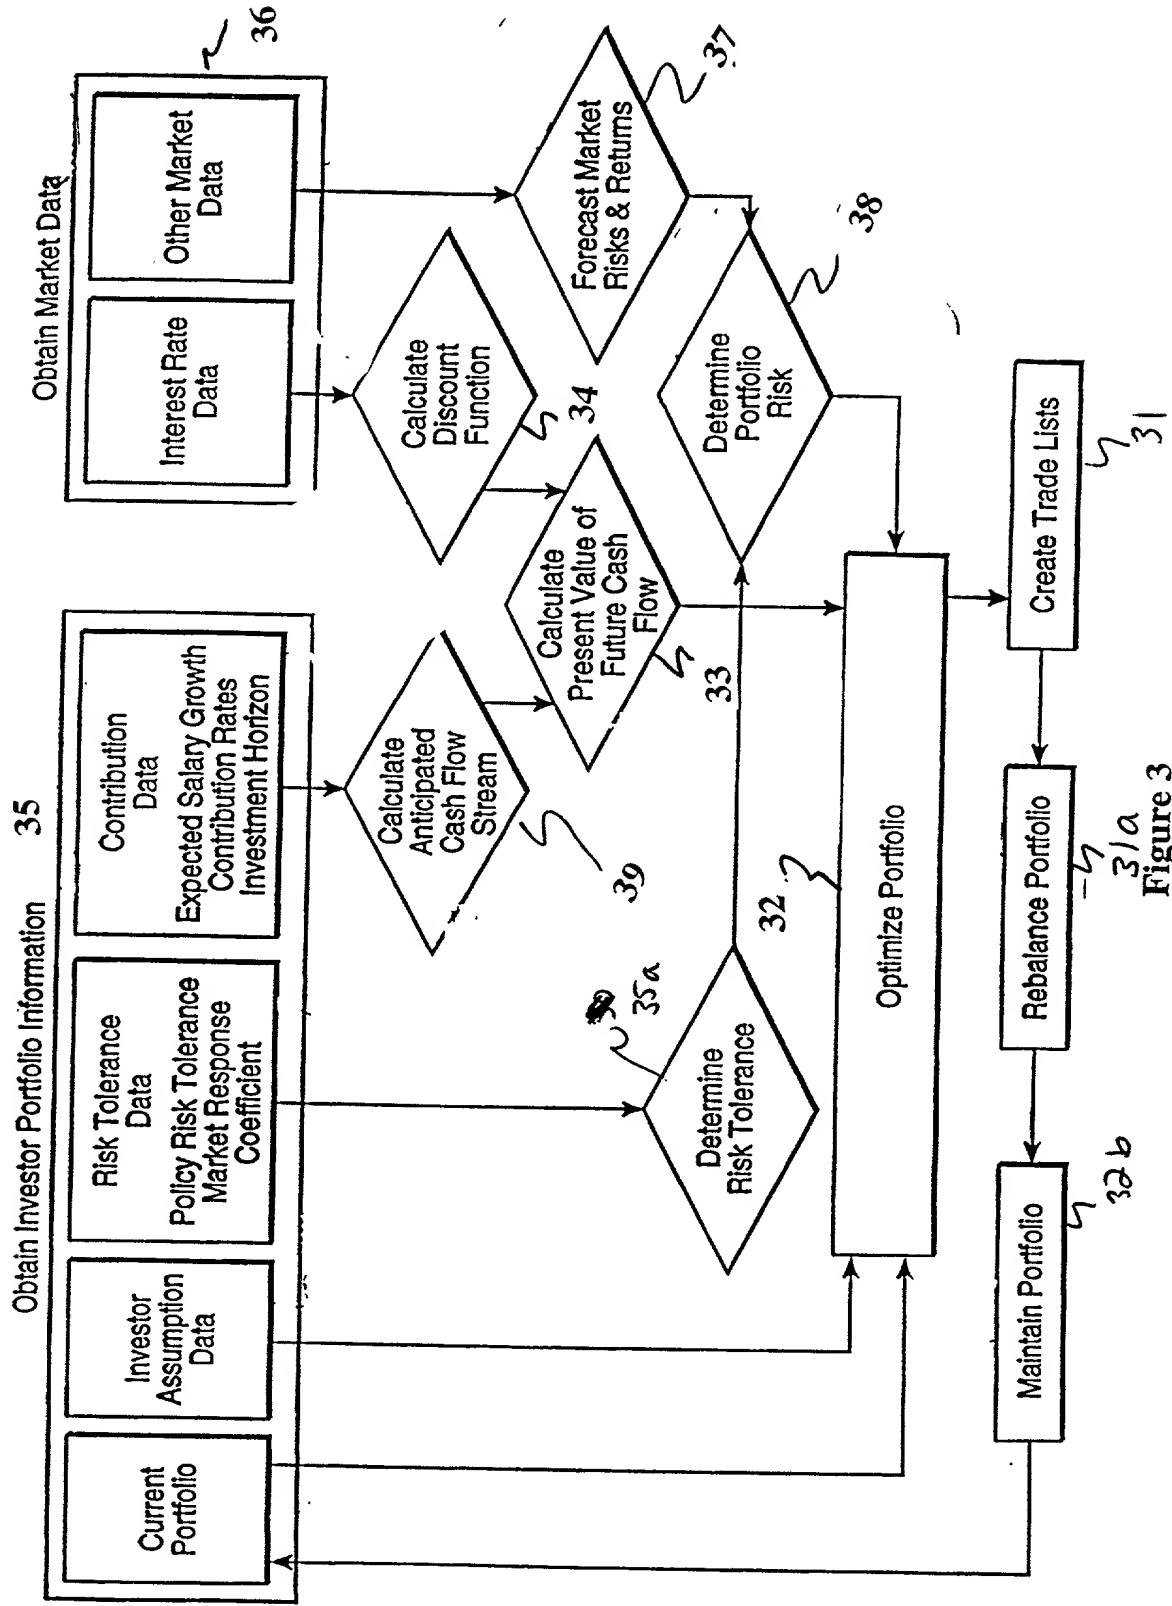 Obtain Investor Portfolio Information 35
Obtain Market Data
36
Current
Portfolio
Investor
Assumption
Data
Risk Tolerance
Data
Policy Risk Tolerance
Market Response
Coefficient
Contribution
Data
Expected Salary Growth
Contribution Rates
Investment Horizon
Interest Rate
Data
Other Market
Data
Calculate
Anticipated
Cash Flow
Stream
39
Calculate
Discount
Function
34
Calculate
Present Value of
Future Cash
Flow
33
Forecast Market
Risks & Returns
37
35a
Determine
Risk Tolerance
Determine
Portfolio
Risk
38
32
Optimize Portfolio
Maintain Portfolio
32b
Rebalance Portfolio
31a
Create Trade Lists
31
Figure 3